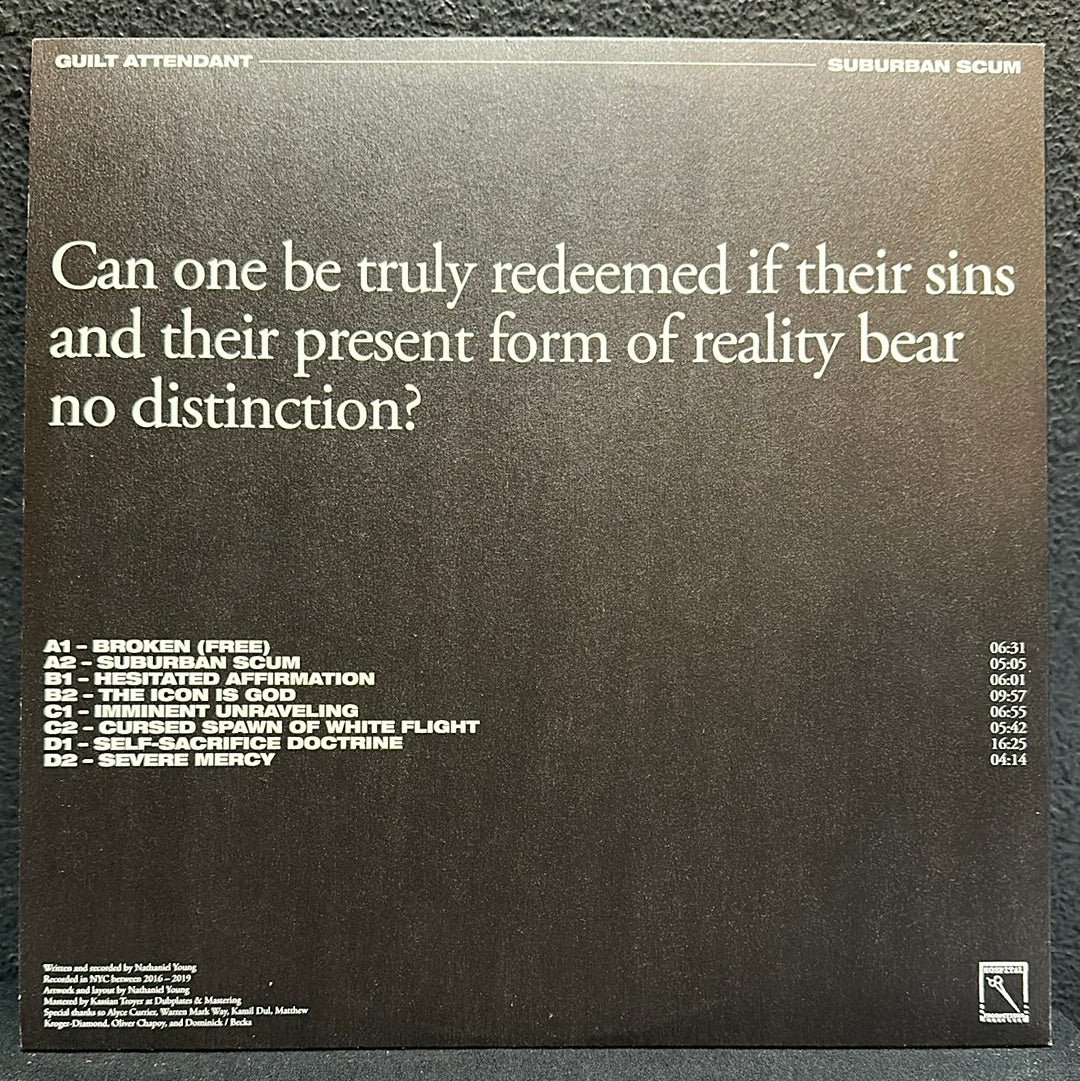 GUILT ATTENDANT SUBURBAN SCUM
Can one be truly redeemed if their sins
and their present form of reality bear
no distinction?
A1 – BROKEN (FREE) 06:31
A2 – SUBURBAN SCUM 05:05
B1 – HESITATED AFFIRMATION 06:01
B2 – THE ICON IS GOD 09:57
C1 – IMMINENT UNRAVELING 06:55
C2 – CURSED SPAWN OF WHITE FLIGHT 05:42
D1 – SELF-SACRIFICE DOCTRINE 16:25
D2 – SEVERE MERCY 04:14
Written and recorded by Nathaniel Young
Recorded in NYC between 2016 – 2019
Artwork and layout by Nathaniel Young
Mastered by Kassian Troyer at Dubplates & Mastering
Special thanks to Alyce Currier, Warren Mark Way, Kamil Dul, Matthew
Kroger-Diamond, Oliver Chapoy, and Dominick / Becka
HOSPITAL
PRODUCTIONS